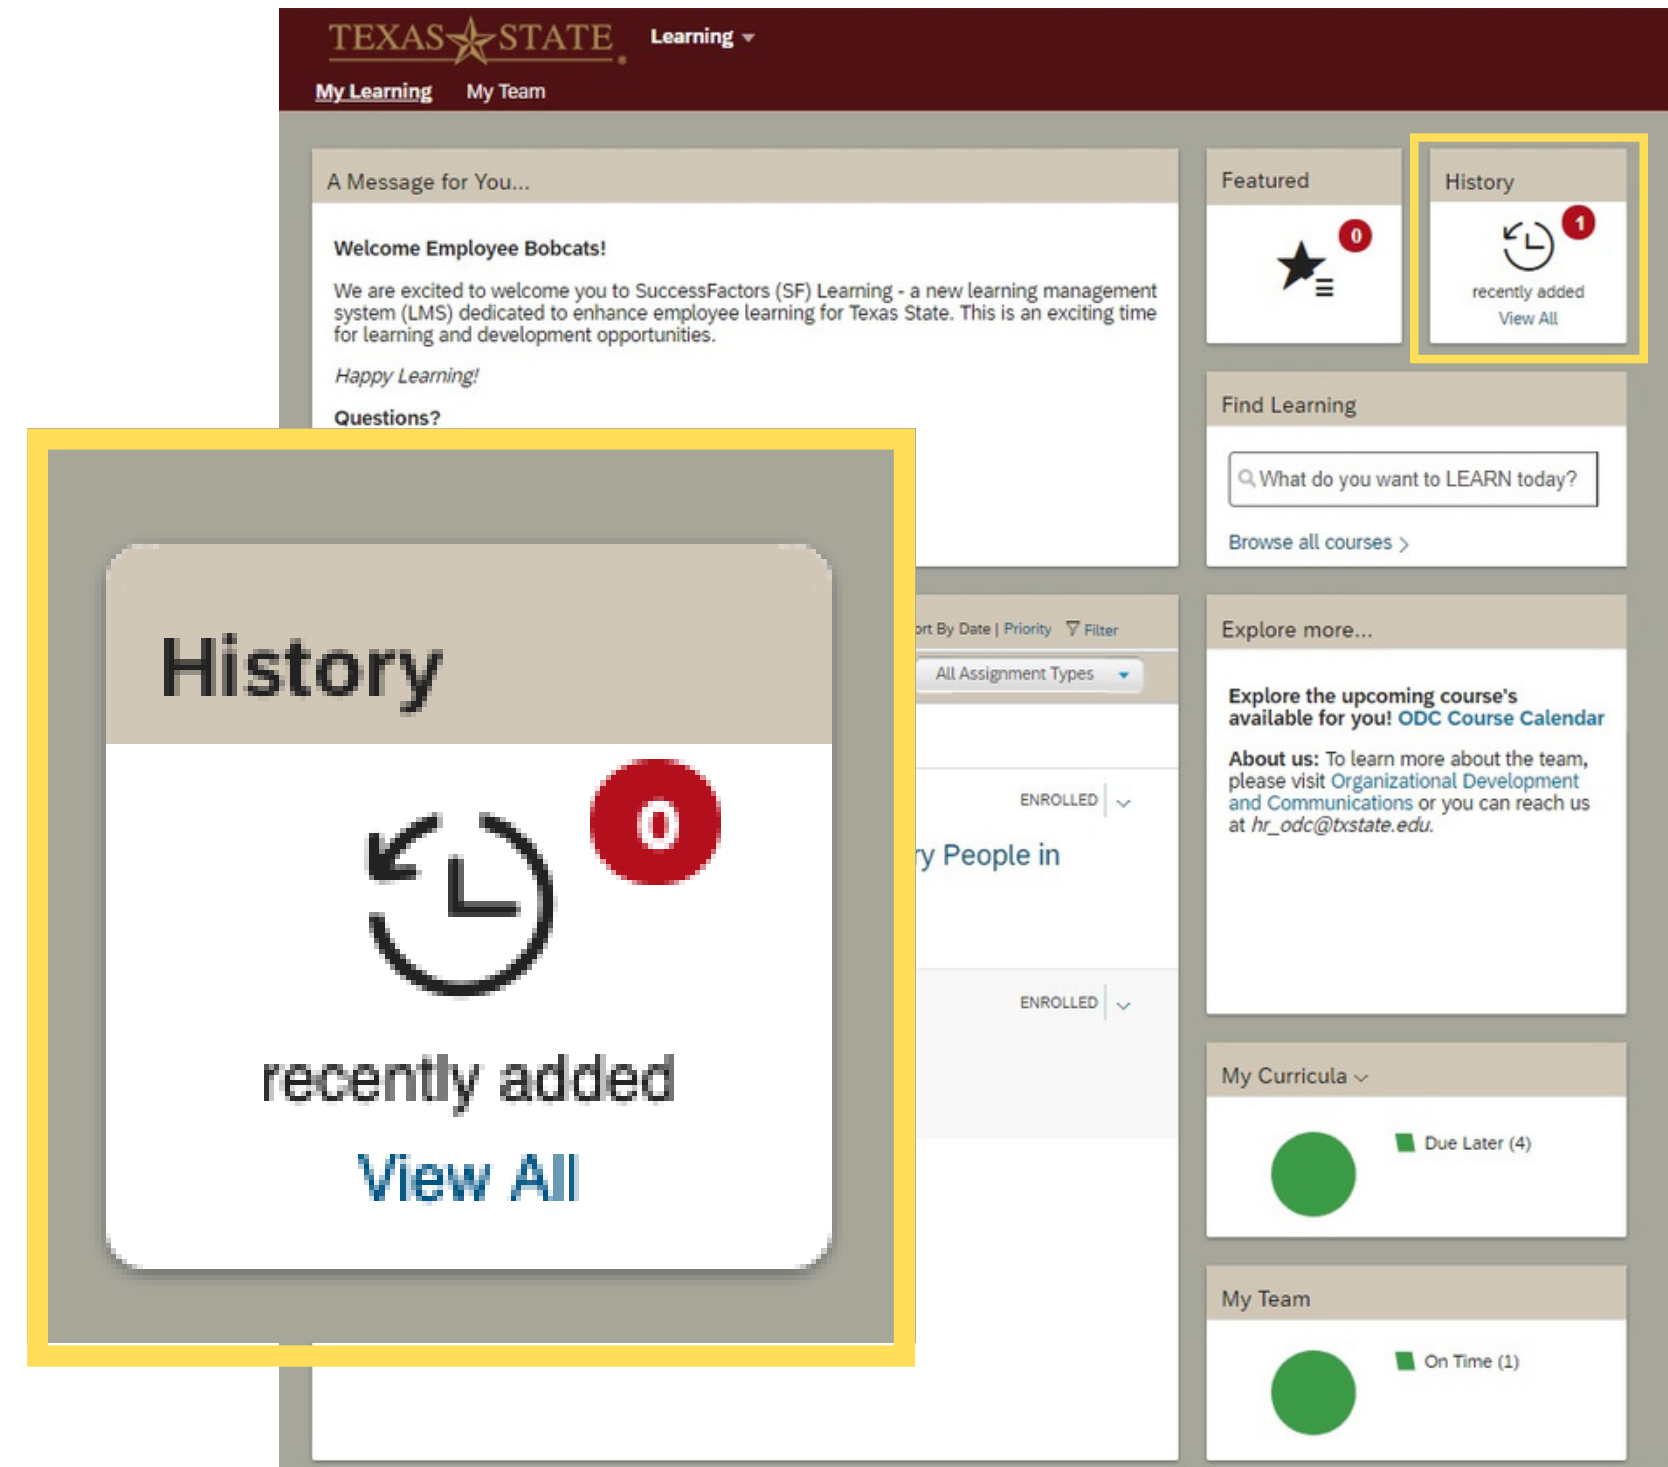 TEXAS STATE
Learning
My Learning My Team
A Message for You...
Welcome Employee Bobcats!
We are excited to welcome you to SuccessFactors (SF) Learning - a new learning management
system (LMS) dedicated to enhance employee learning for Texas State. This is an exciting time
for learning and development opportunities.
Happy Learning!
Questions?
Featured
0
History
1
recently added
View All
Find Learning
What do you want to LEARN today?
Browse all courses >
History
0
recently added
View All
By Date | Priority Filter
All Assignment Types
ENROLLED
People in
ENROLLED
Explore more...
Explore the upcoming course's
available for you! ODC Course Calendar
About us: To learn more about the team,
please visit Organizational Development
and Communications or you can reach us
at hr_odc@txstate.edu.
My Curricula
Due Later (4)
My Team
On Time (1)